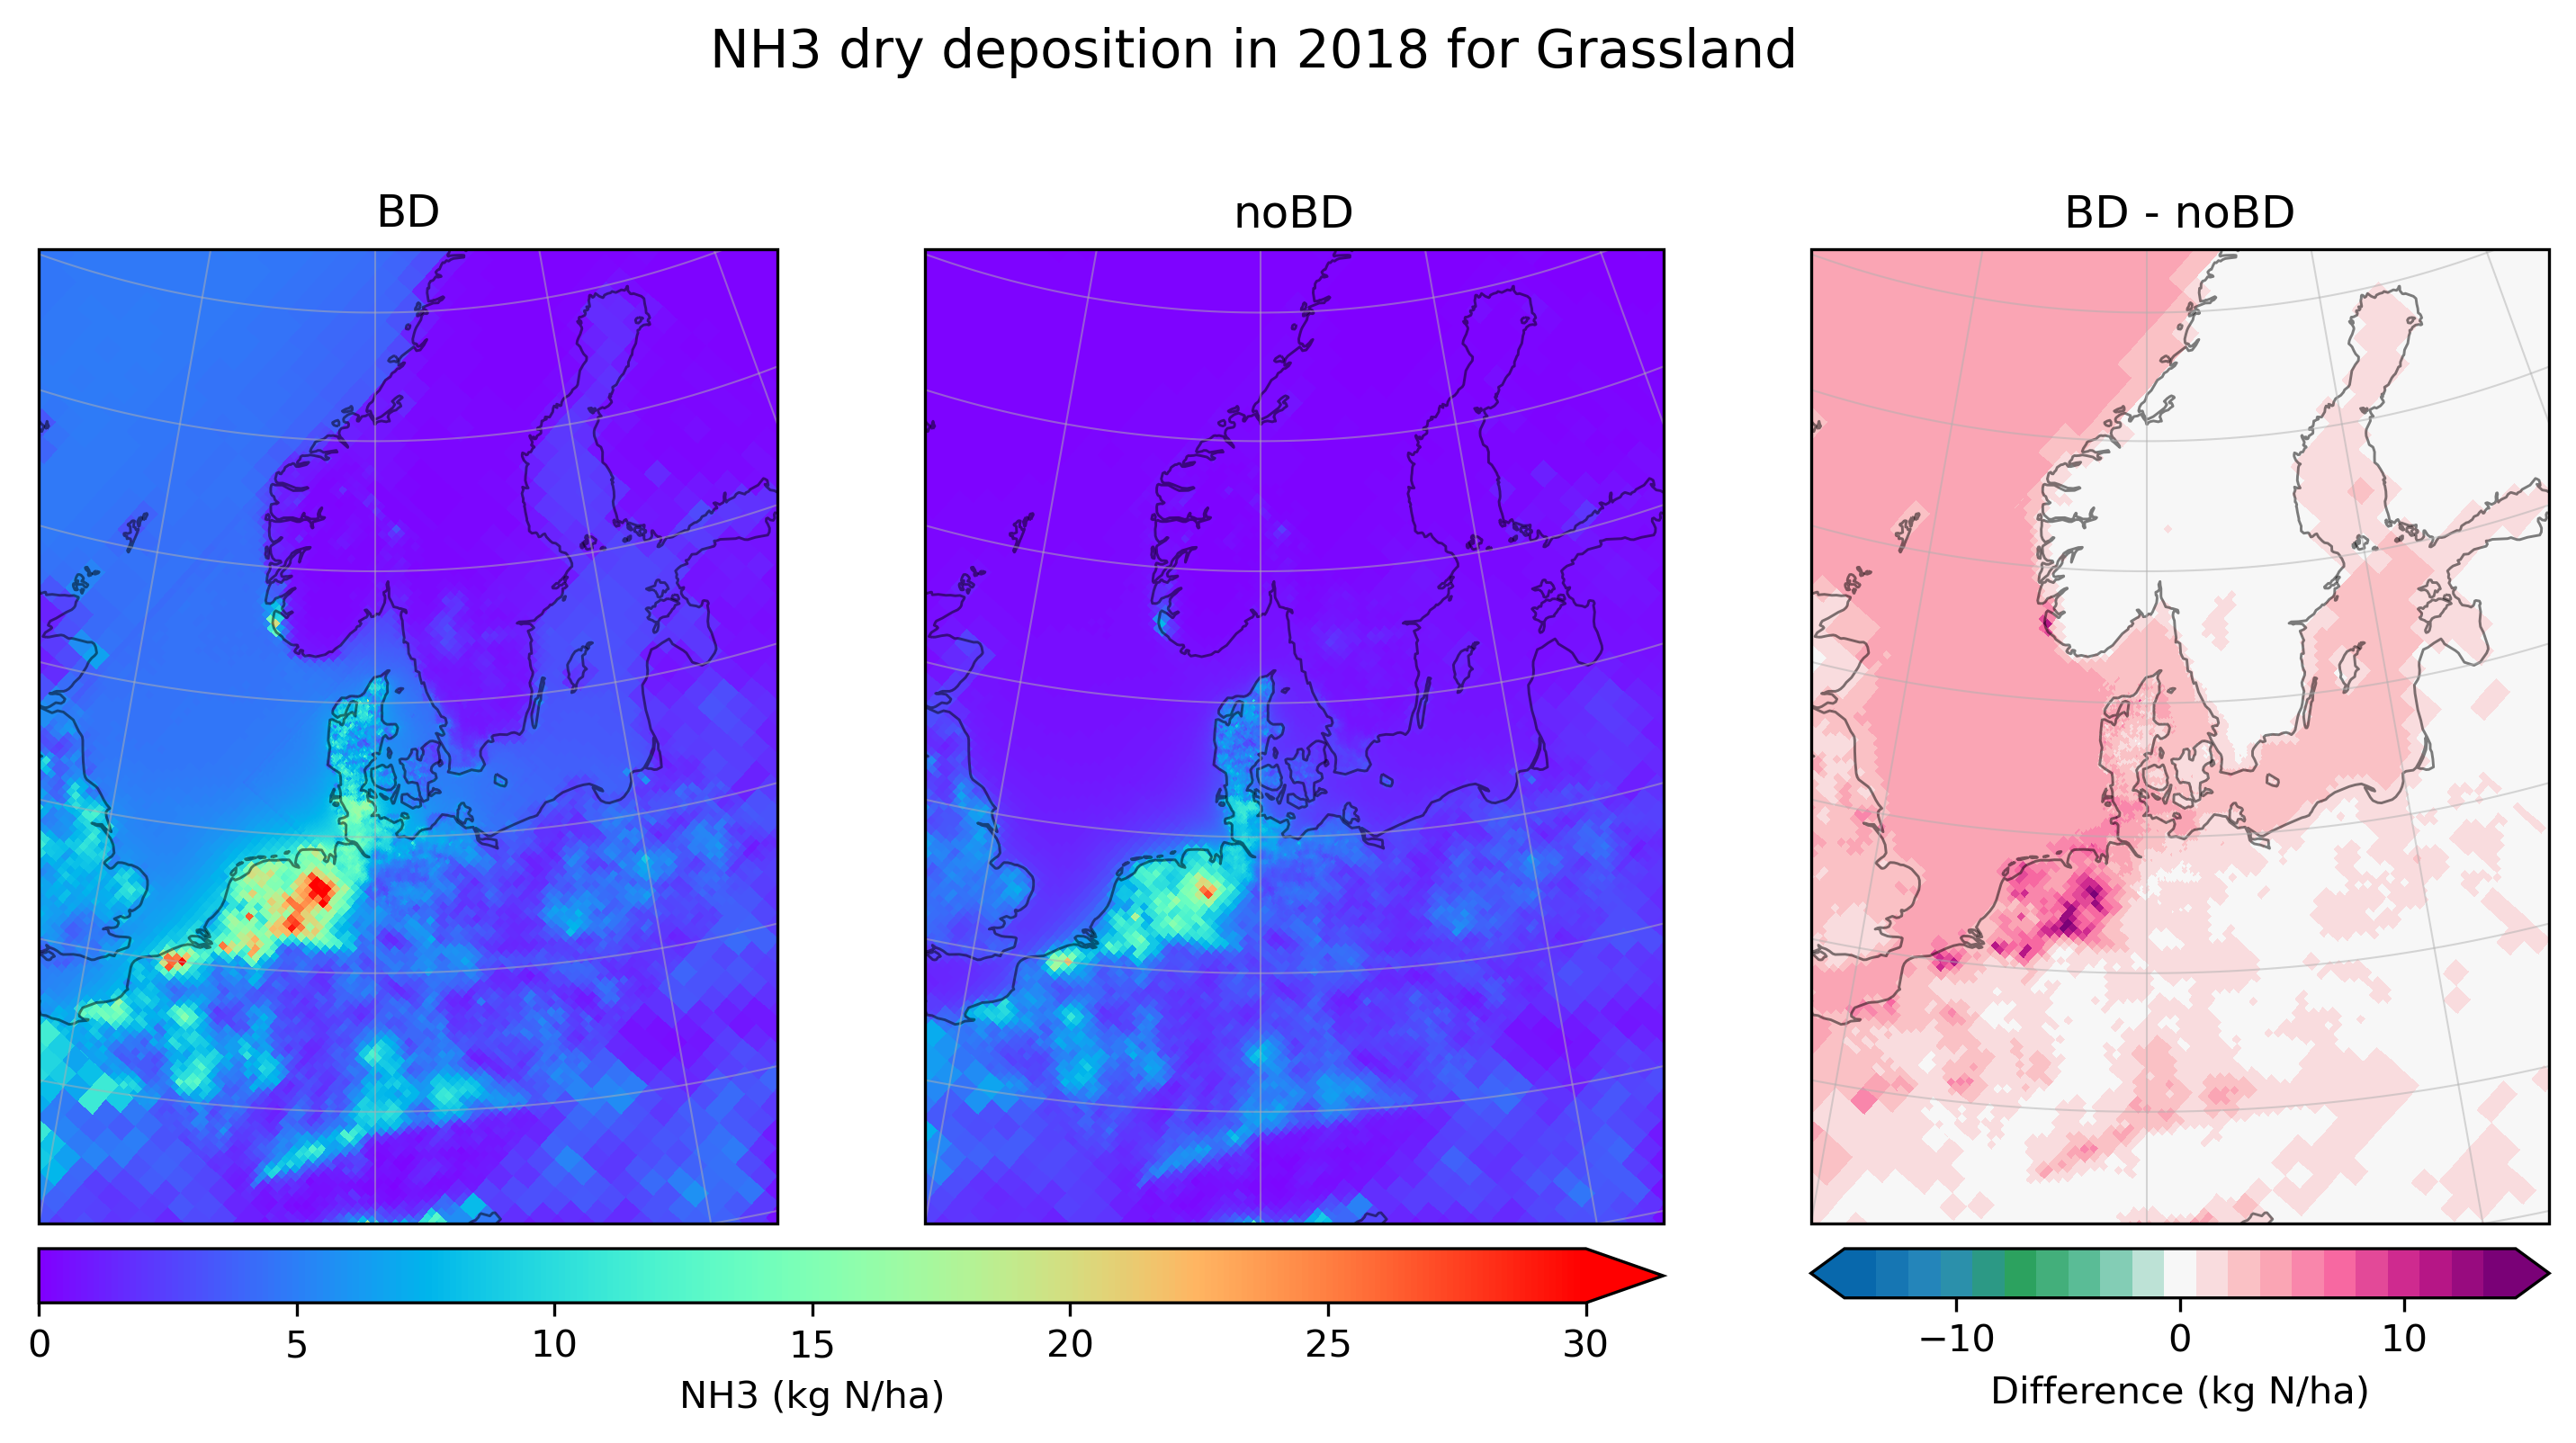 NH3 dry deposition in 2018 for Grassland
BD
noBD
BD - noBD
0 5 10 15 20 25 30
NH3 (kg N/ha)
−10 0 10
Difference (kg N/ha)